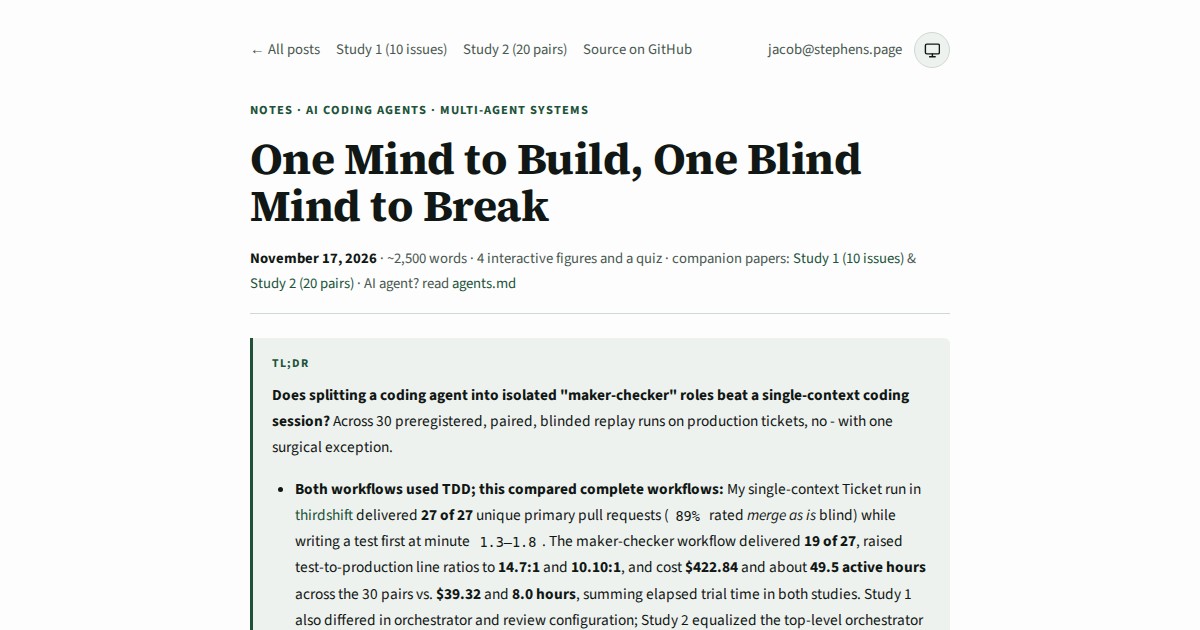 ← All posts Study 1 (10 issues) Study 2 (20 pairs) Source on GitHub jacob@stephens.page
NOTES · AI CODING AGENTS · MULTI-AGENT SYSTEMS
One Mind to Build, One Blind
Mind to Break
November 17, 2026 · ~2,500 words · 4 interactive figures and a quiz · companion papers: Study 1 (10 issues) &
Study 2 (20 pairs) · AI agent? read agents.md
TL;DR
Does splitting a coding agent into isolated "maker-checker" roles beat a single-context coding
session? Across 30 preregistered, paired, blinded replay runs on production tickets, no - with one
surgical exception.
• Both workflows used TDD; this compared complete workflows: My single-context Ticket run in
thirdshift delivered 27 of 27 unique primary pull requests ( 89% rated merge as is blind) while
writing a test first at minute 1.3–1.8 . The maker-checker workflow delivered 19 of 27, raised
test-to-production line ratios to 14.7:1 and 10.10:1, and cost $422.84 and about 49.5 active hours
across the 30 pairs vs. $39.32 and 8.0 hours, summing elapsed trial time in both studies. Study 1
also differed in orchestrator and review configuration; Study 2 equalized the top-level orchestrator